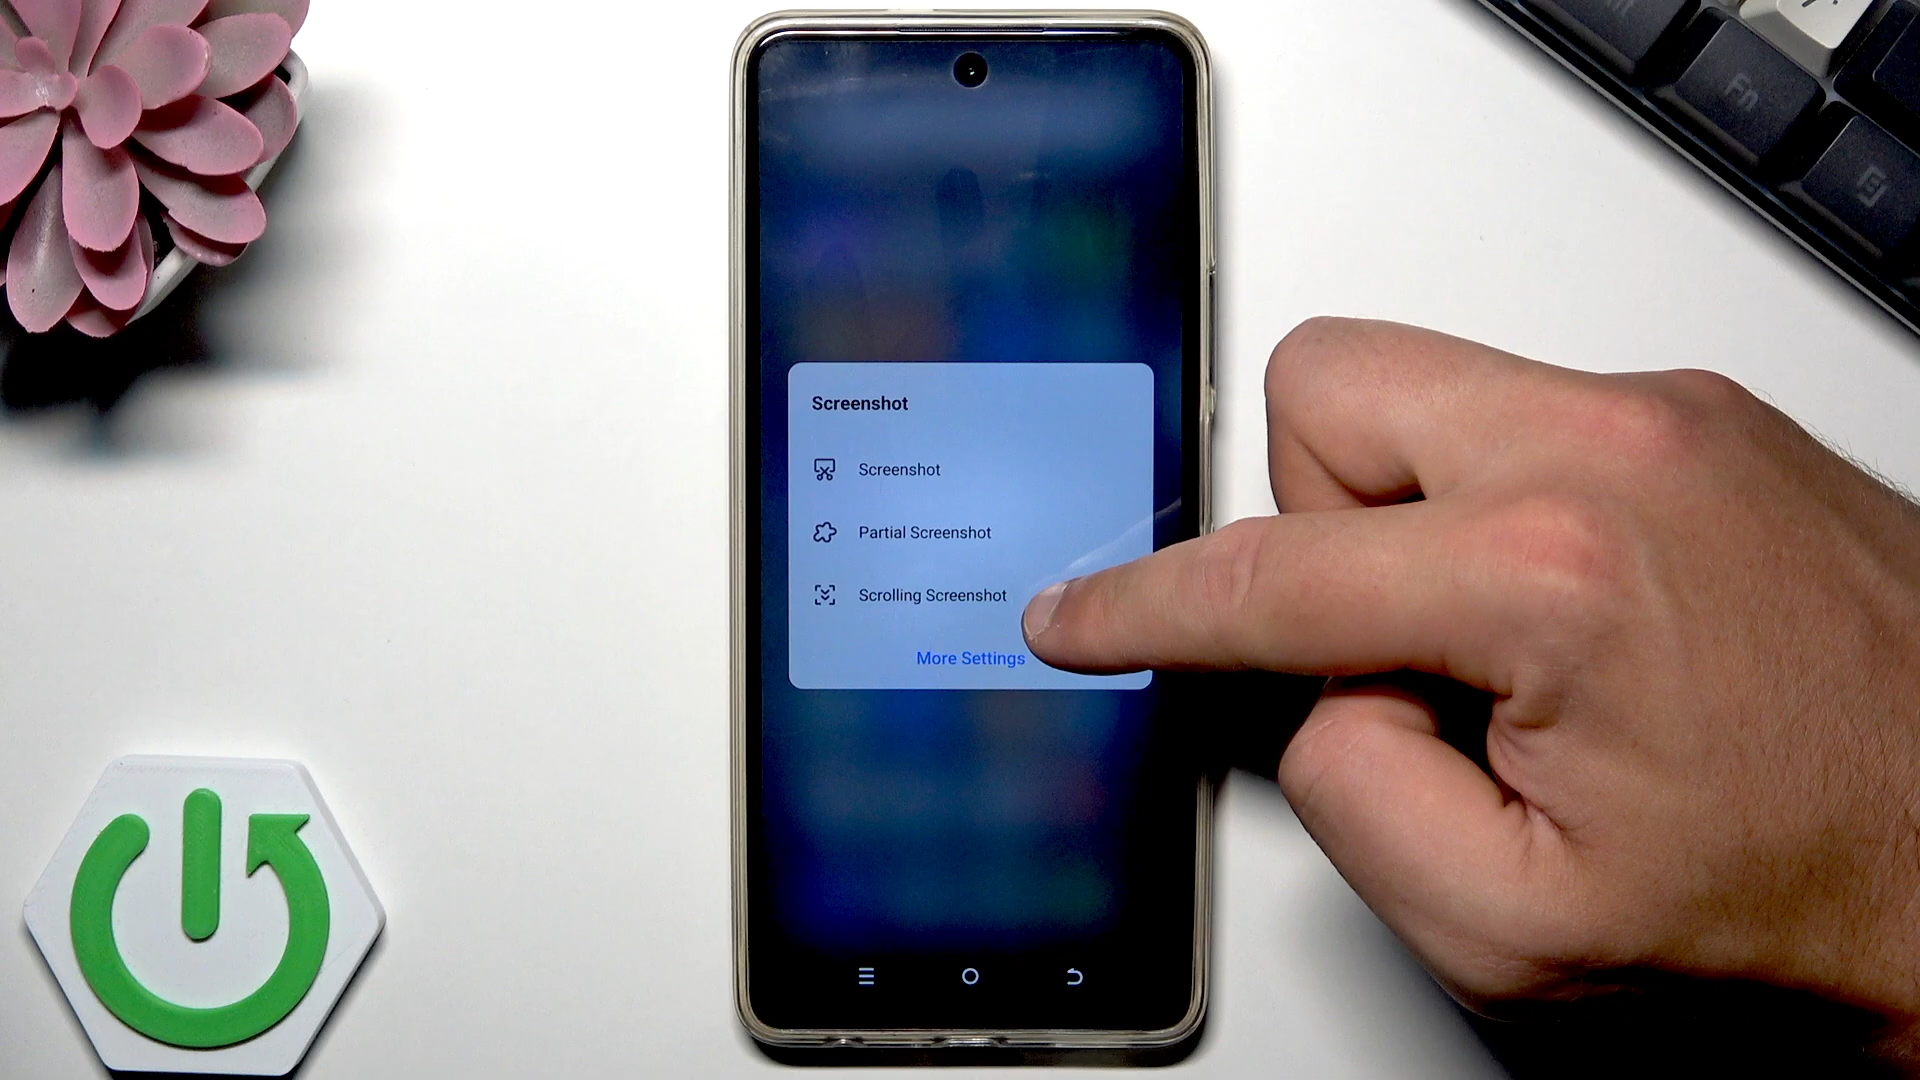 Screenshot
Screenshot
Partial Screenshot
Scrolling Screenshot
More Settings
Fn